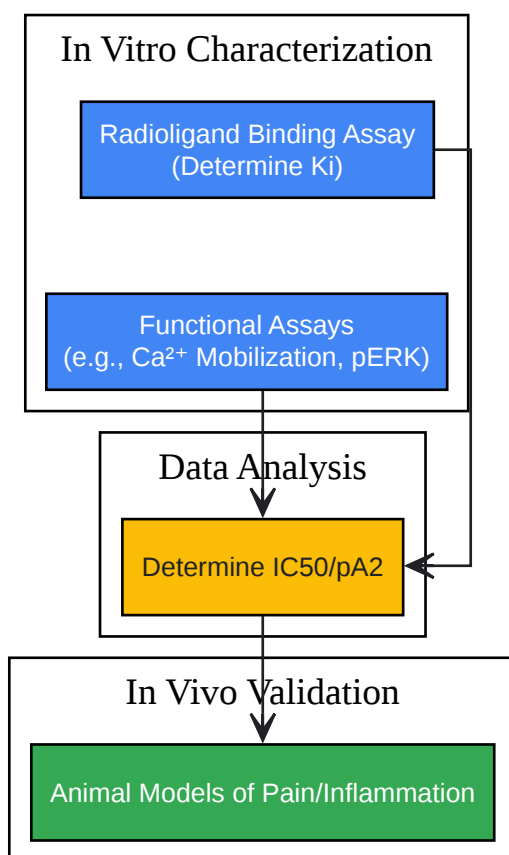 In Vitro Characterization
Radioligand Binding Assay
(Determine Ki)
Functional Assays
(e.g., Ca²⁺ Mobilization, pERK)
Data Analysis
Determine IC50/pA2
In Vivo Validation
Animal Models of Pain/Inflammation